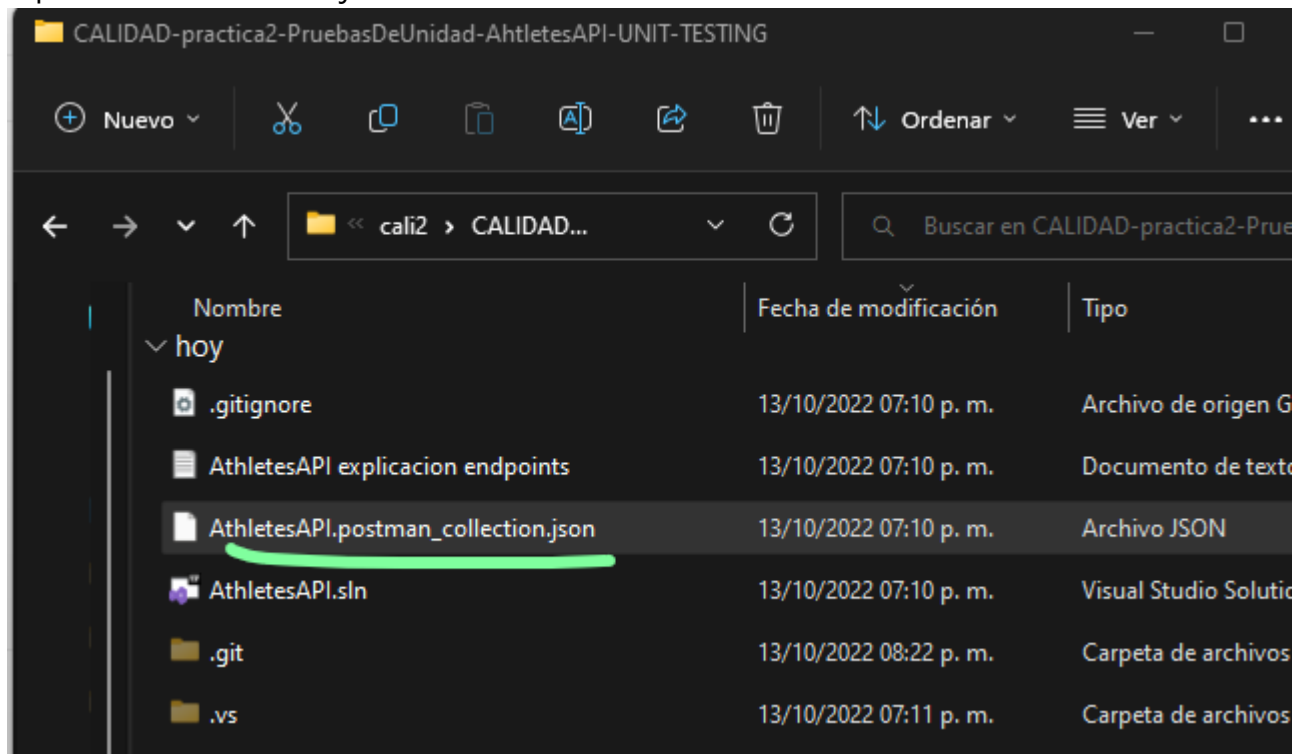 CALIDAD-practica2-PruebasDeUnidad-AhtletesAPI-UNIT-TESTING
Nuevo Ordenar Ver
« cali2 > CALIDAD... Buscar en CALIDAD-practica2-Prue
Nombre Fecha de modificación Tipo
hoy
.gitignore 13/10/2022 07:10 p. m. Archivo de origen G
AthletesAPI explicacion endpoints 13/10/2022 07:10 p. m. Documento de texto
AthletesAPI.postman_collection.json 13/10/2022 07:10 p. m. Archivo JSON
AthletesAPI.sln 13/10/2022 07:10 p. m. Visual Studio Solutio
.git 13/10/2022 08:22 p. m. Carpeta de archivos
.vs 13/10/2022 07:11 p. m. Carpeta de archivos